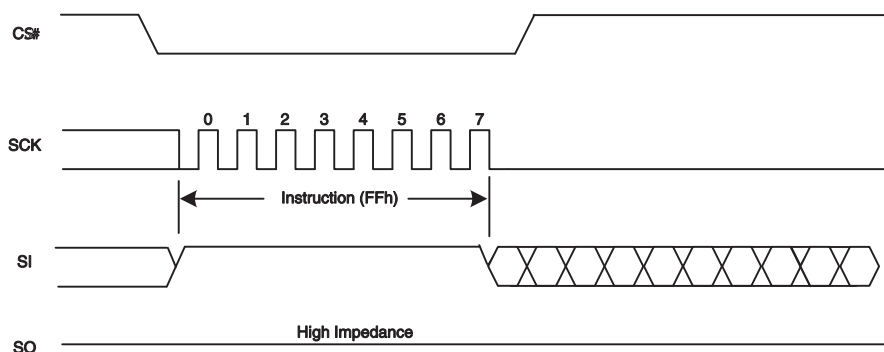 CS#
0 1 2 3 4 5 6 7
SCK
Instruction (FFh)
SI
High Impedance
SO